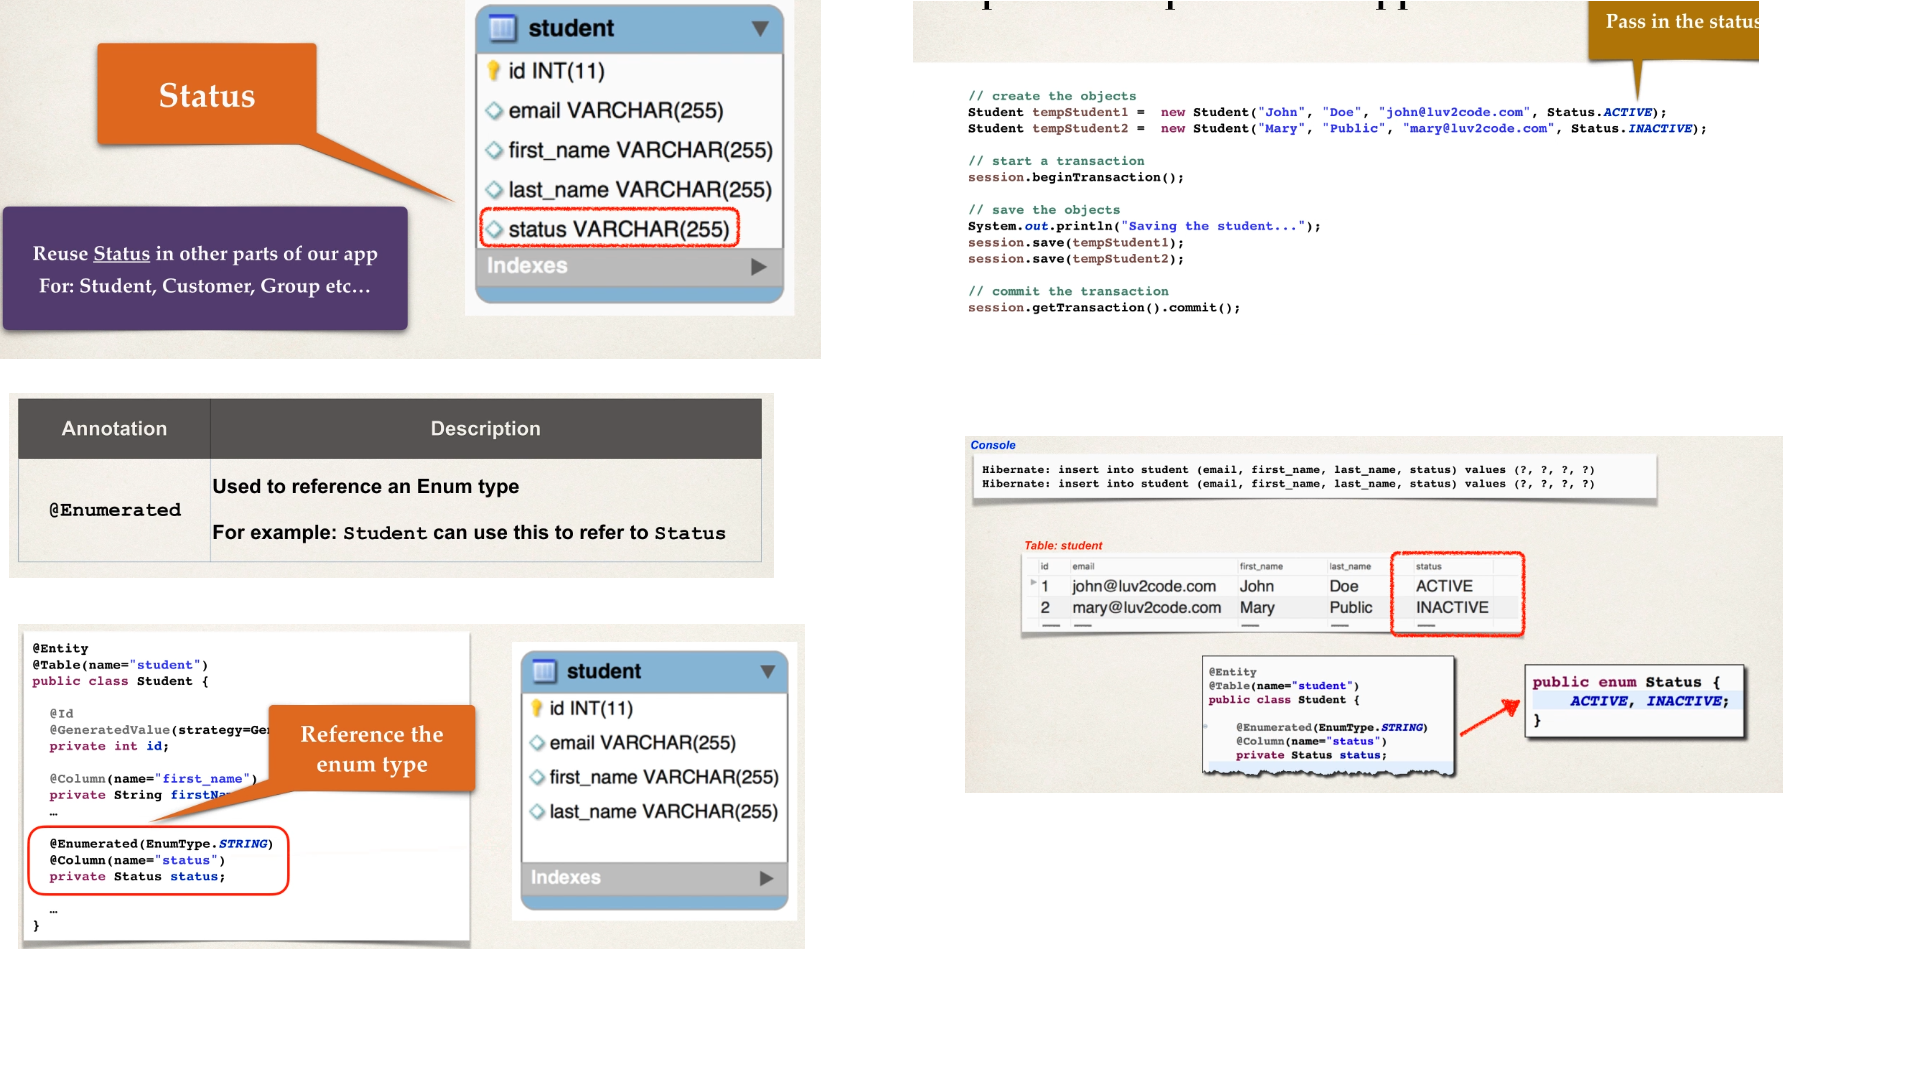 Status
Reuse Status in other parts of our app
For: Student, Customer, Group etc…
student
id INT(11)
email VARCHAR(255)
first_name VARCHAR(255)
last_name VARCHAR(255)
status VARCHAR(255)
Indexes
Annotation Description
@Enumerated
Used to reference an Enum type
For example: Student can use this to refer to Status
@Entity
@Table(name="student")
public class Student {
@Id
@GeneratedValue(strategy=Ge
private int id;
@Column(name="first_name")
private String firstNa
…
@Enumerated(EnumType.STRING)
@Column(name="status")
private Status status;
…
}
Reference the
enum type
student
id INT(11)
email VARCHAR(255)
first_name VARCHAR(255)
last_name VARCHAR(255)
Indexes
Pass in the status
// create the objects
Student tempStudent1 =  new Student("John", "Doe", "john@luv2code.com", Status.ACTIVE);
Student tempStudent2 =  new Student("Mary", "Public", "mary@luv2code.com", Status.INACTIVE);
// start a transaction
session.beginTransaction();
// save the objects
System.out.println("Saving the student...");
session.save(tempStudent1);
session.save(tempStudent2);
// commit the transaction
session.getTransaction().commit();
Console
Hibernate: insert into student (email, first_name, last_name, status) values (?, ?, ?, ?)
Hibernate: insert into student (email, first_name, last_name, status) values (?, ?, ?, ?)
Table: student
id email first_name last_name status
1 john@luv2code.com John Doe ACTIVE
2 mary@luv2code.com Mary Public INACTIVE
@Entity
@Table(name="student")
public class Student {
@Enumerated(EnumType.STRING)
@Column(name="status")
private Status status;
public enum Status {
ACTIVE, INACTIVE;
}